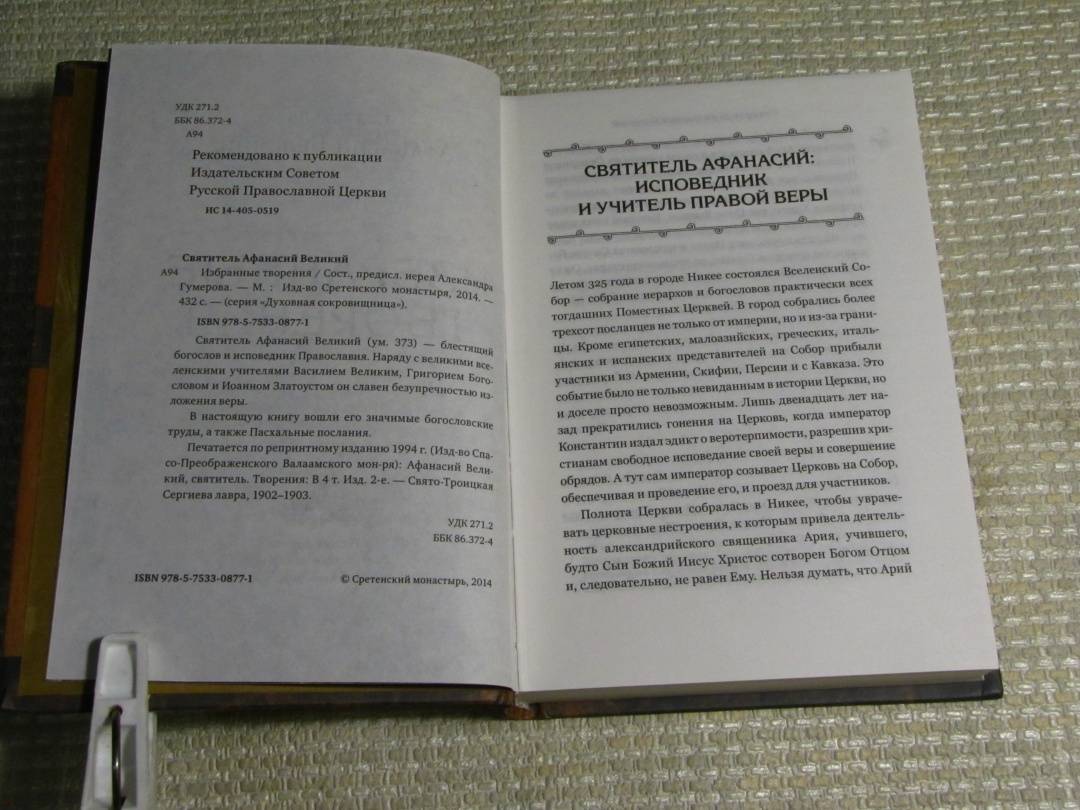 УДК 271.2
ББК 86.372-4
А94
Рекомендовано к публикации
Издательским Советом
Русской Православной Церкви
ИС 14-405-0519
Святитель Афанасий Великий
А94 Избранные творения / Сост., предисл. иерея Александра
Гумерова. — М. : Изд-во Сретенского монастыря, 2014. —
432 с. — (серия «Духовная сокровищница»).
ISBN 978-5-7533-0877-1
Святитель Афанасий Великий (ум. 373) — блестящий
богослов и исповедник Православия. Наряду с великими все-
ленскими учителями Василием Великим, Григорием Бого-
словом и Иоанном Златоустом он славен безупречностью из-
ложения веры.
В настоящую книгу вошли его значимые богословские
труды, а также Пасхальные послания.
Печатается по репринтному изданию 1994 г. (Изд-во Спа-
со-Преображенского Валаамского мон-ря): Афанасий Вели-
кий, святитель. Творения: В 4 т. Изд. 2-е. — Свято-Троицкая
Сергиева лавра, 1902–1903.
УДК 271.2
ББК 86.372-4
ISBN 978-5-7533-0877-1
© Сретенский монастырь, 2014
СВЯТИТЕЛЬ АФАНАСИЙ:
ИСПОВЕДНИК
И УЧИТЕЛЬ ПРАВОЙ ВЕРЫ
Летом 325 года в городе Никее состоялся Вселенский Со-
бор — собрание иерархов и богословов практически всех
тогдашних Поместных Церквей. В город собрались более
трехсот посланцев не только от империи, но и из-за грани-
цы. Кроме египетских, малоазийских, греческих, италь-
янских и испанских представителей на Собор прибыли
участники из Армении, Скифии, Персии и с Кавказа. Это
событие было не только невиданным в истории Церкви, но
и доселе просто невозможным. Лишь двенадцать лет на-
зад прекратились гонения на Церковь, когда император
Константин издал эдикт о веротерпимости, разрешив хри-
стианам свободное исповедание своей веры и совершение
обрядов. А тут сам император созывает Церковь на Собор,
обеспечивая и проведение его, и проезд для участников.
Полнота Церкви собралась в Никее, чтобы уврачe-
вать церковные нестроения, к которым привела деятель-
ность александрийского священника Ария, учившего,
будто Сын Божий Иисус Христос сотворен Богом Отцом
и, следовательно, не равен Ему. Нельзя думать, что Арий